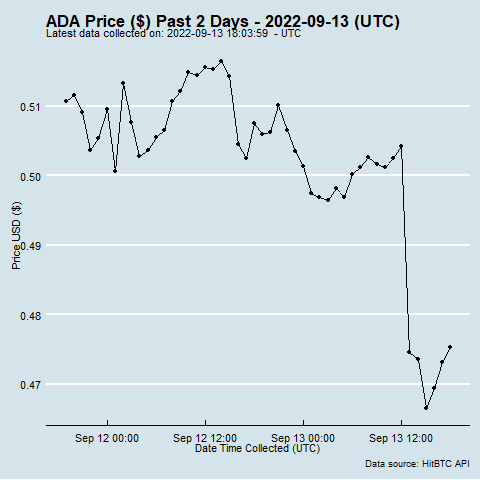 ADA Price ($) Past 2 Days - 2022-09-13 (UTC)
Latest data collected on: 2022-09-13 18:03:59 - UTC
0.51
0.50
0.49
0.48
0.47
Price USD ($)
Sep 12 00:00
Sep 12 12:00
Sep 13 00:00
Sep 13 12:00
Date Time Collected (UTC)
Data source: HitBTC API